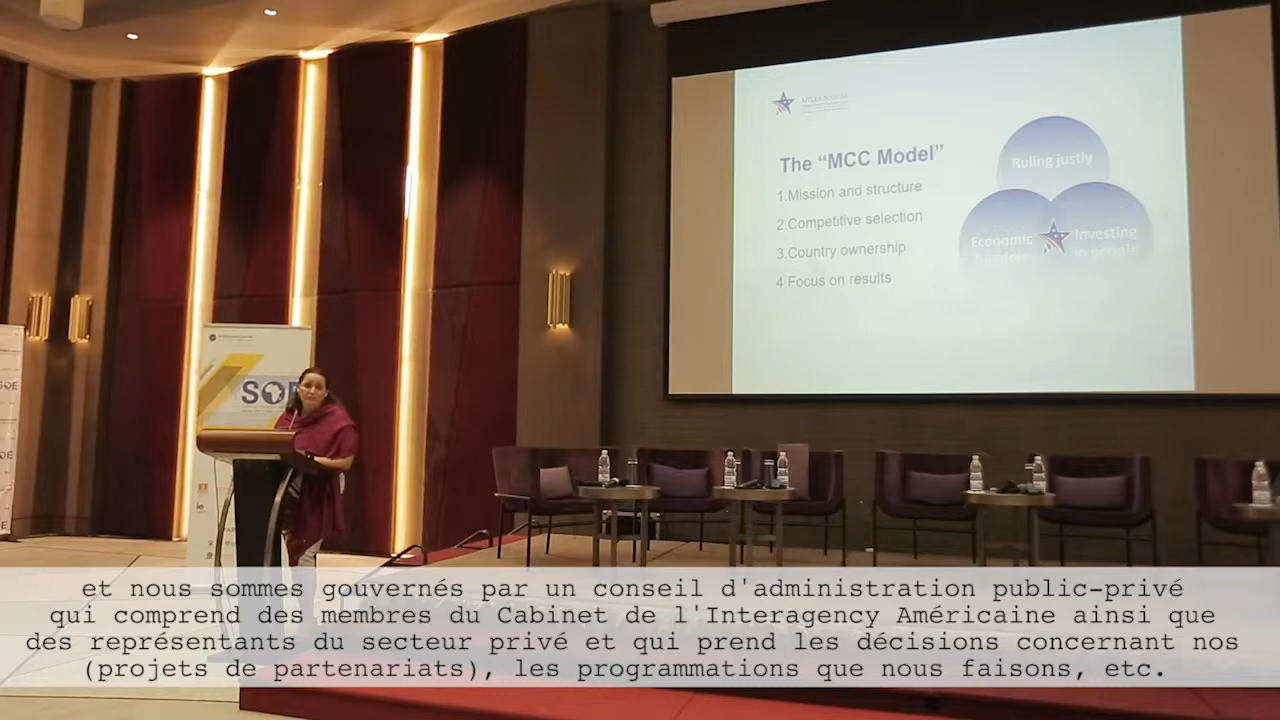 MILLENNIUM
The “MCC Model”
1.Mission and structure
2.Competitive selection
3.Country ownership
4.Focus on results
Ruling justly
Economic
Investing
in people
SOE
et nous sommes gouvernés par un conseil d'administration public-privé
qui comprend des membres du Cabinet de l'Interagency Américaine ainsi que
des représentants du secteur privé et qui prend les décisions concernant nos
(projets de partenariats), les programmations que nous faisons, etc.